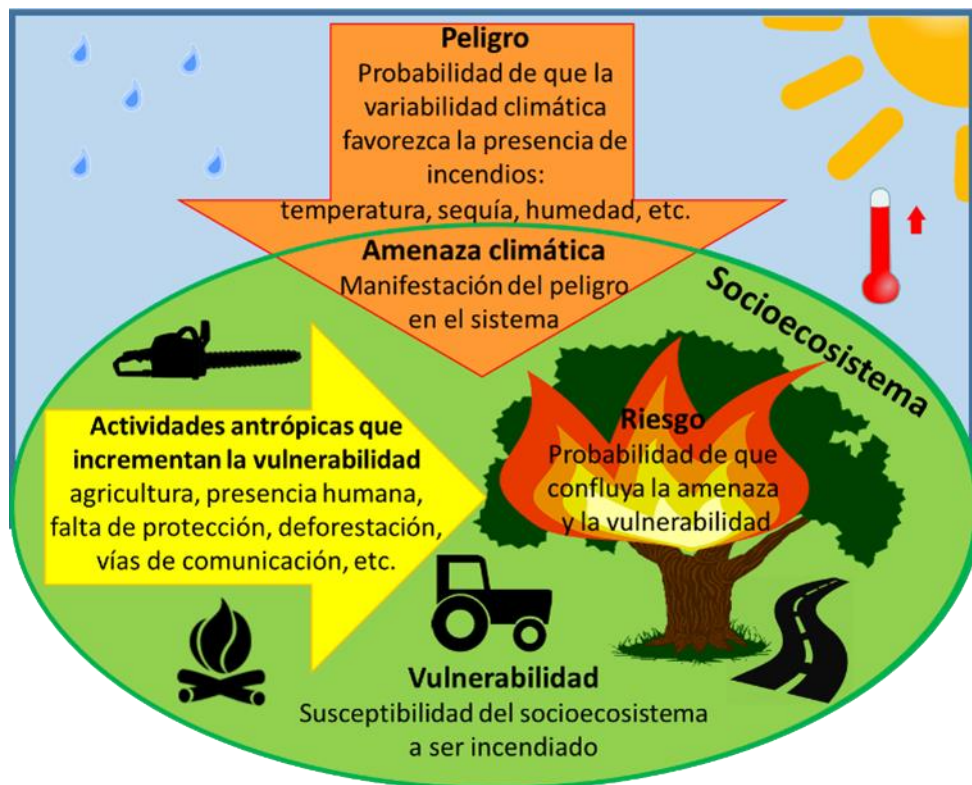 Peligro
Probabilidad de que la
variabilidad climática
favorezca la presencia de
incendios:
temperatura, sequía, humedad, etc.
Amenaza climática
Manifestación del peligro
en el sistema
Socioecosistema
Actividades antrópicas que
incrementan la vulnerabilidad
agricultura, presencia humana,
falta de protección, deforestación,
vías de comunicación, etc.
Riesgo
Probabilidad de que
confluya la amenaza
y la vulnerabilidad
Vulnerabilidad
Susceptibilidad del socioecosistema
a ser incendiado